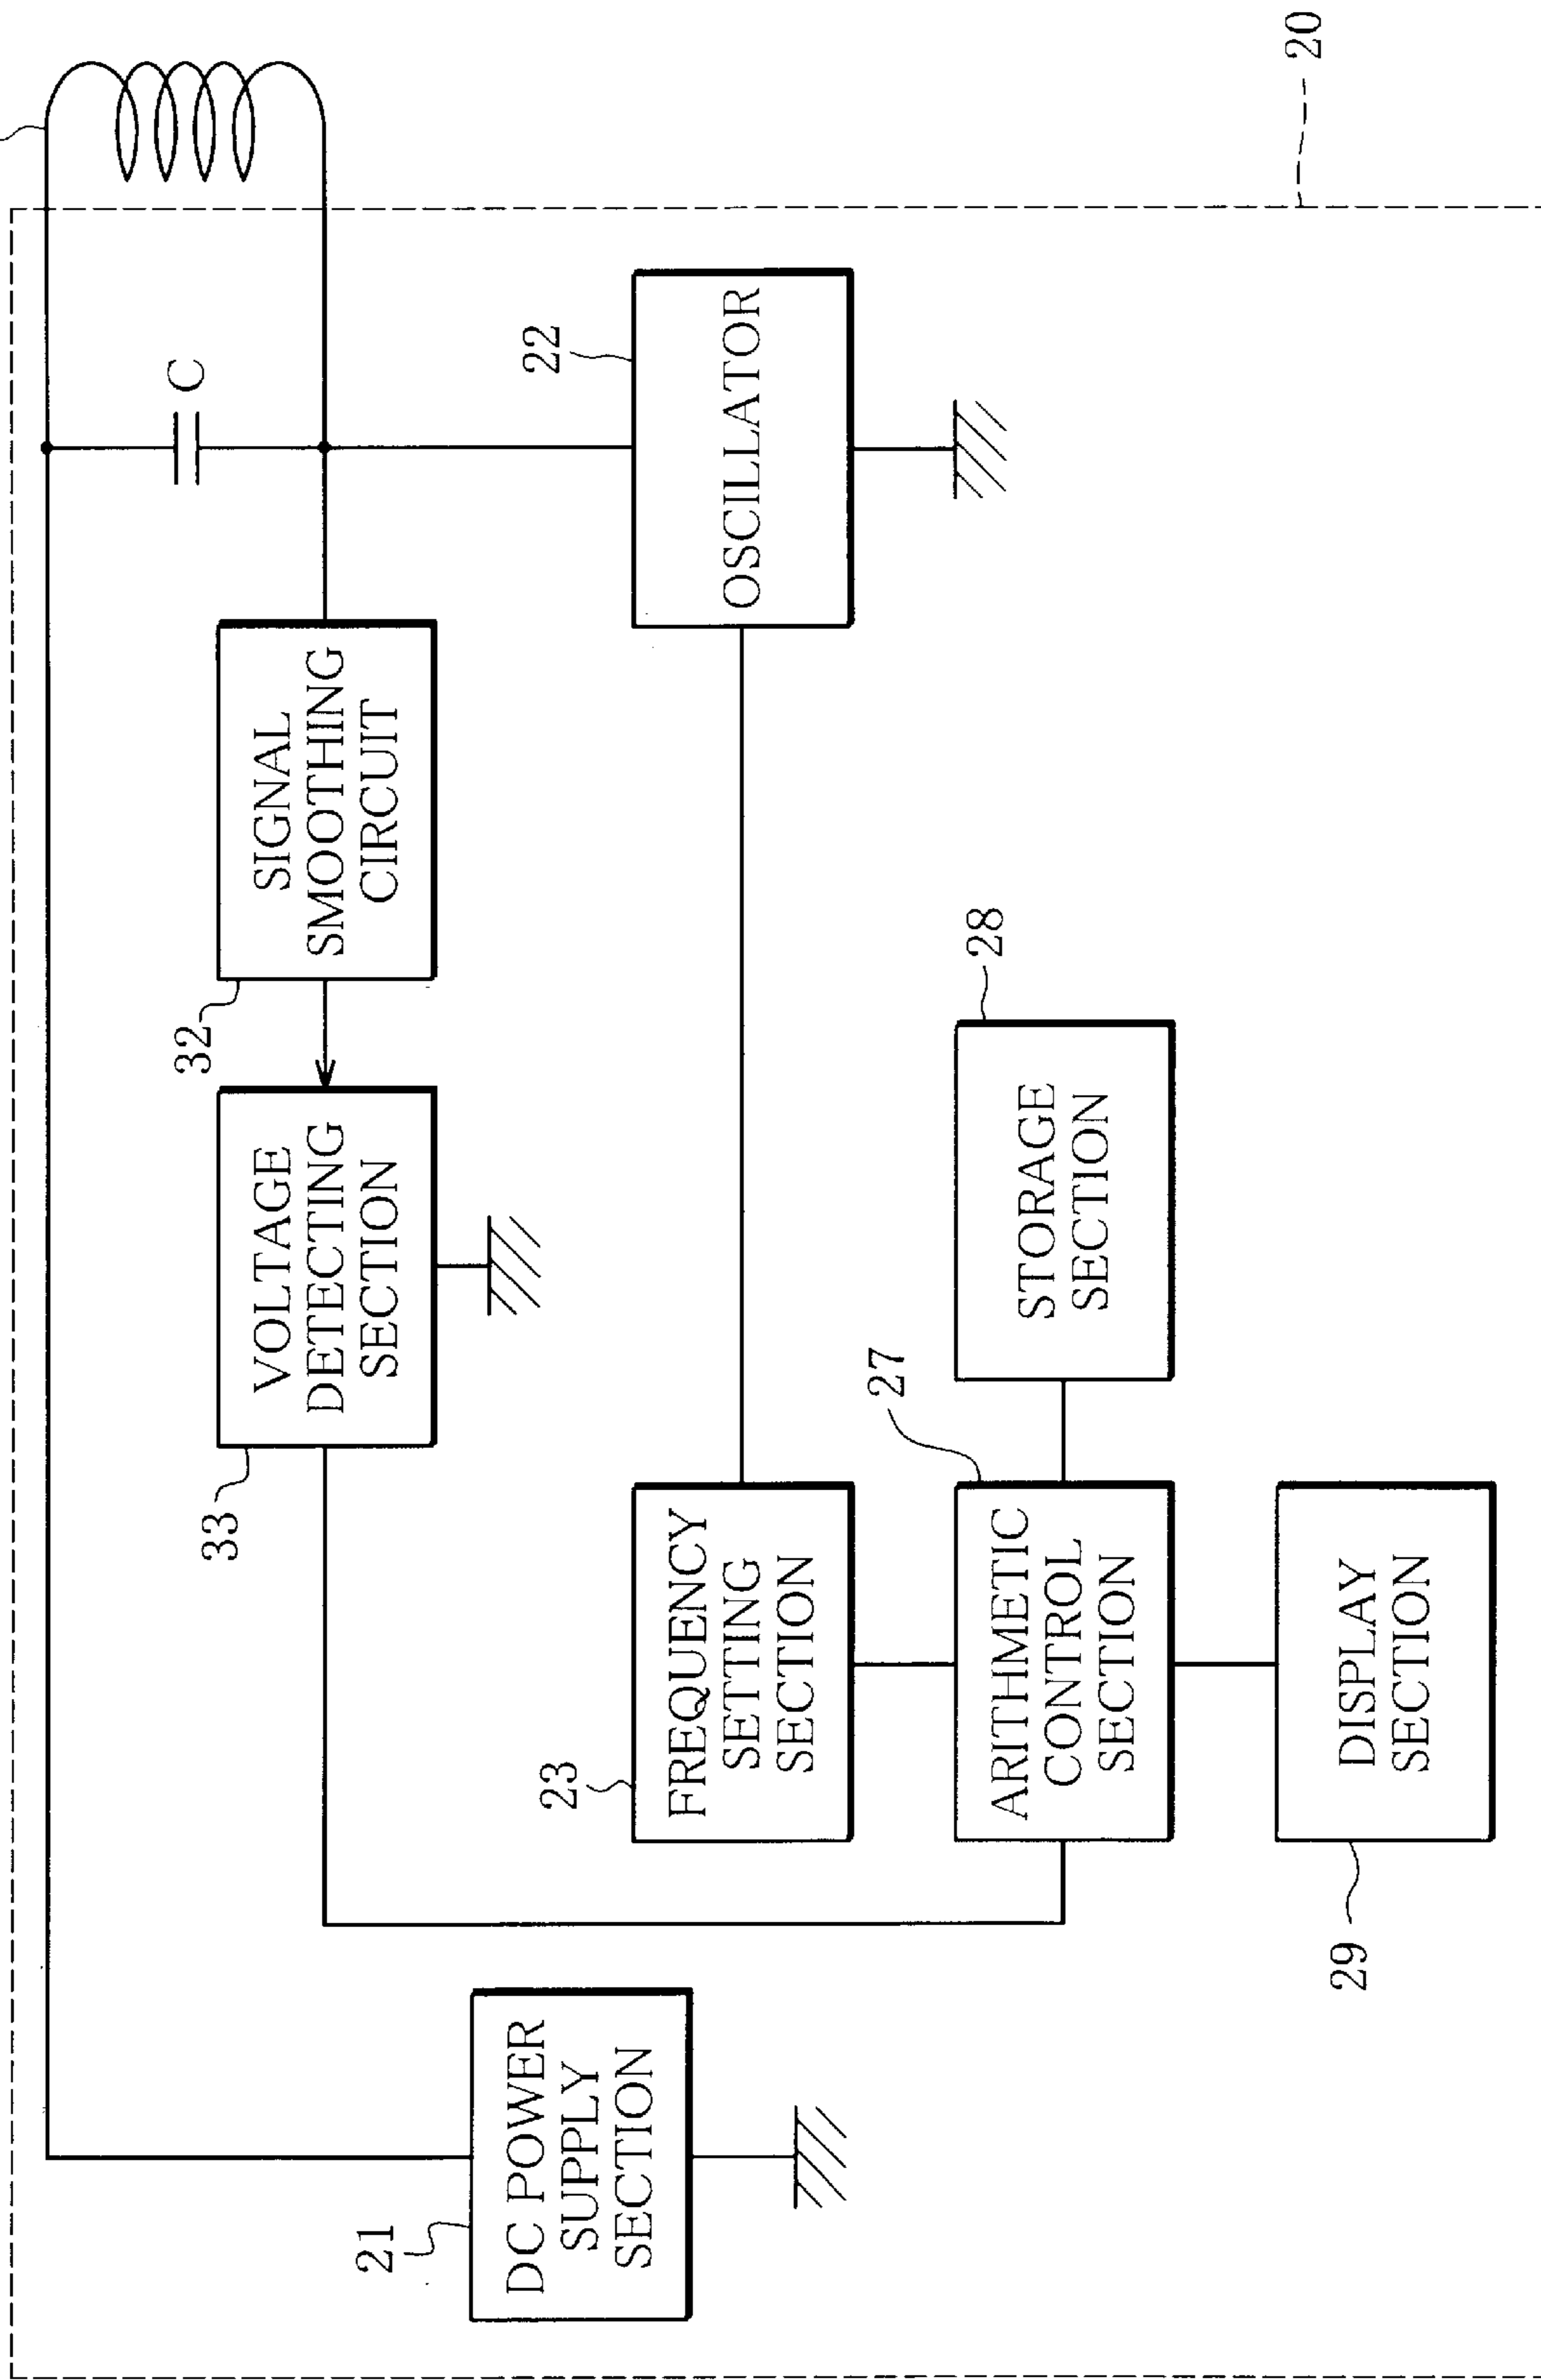 C
SIGNAL
SMOOTHING
CIRCUIT
32
VOLTAGE
DETECTING
SECTION
33
22
OSCILLATOR
21
DC POWER
SUPPLY
SECTION
23
FREQUENCY
SETTING
SECTION
27
ARITHMETIC
CONTROL
SECTION
28
STORAGE
SECTION
29
DISPLAY
SECTION
20